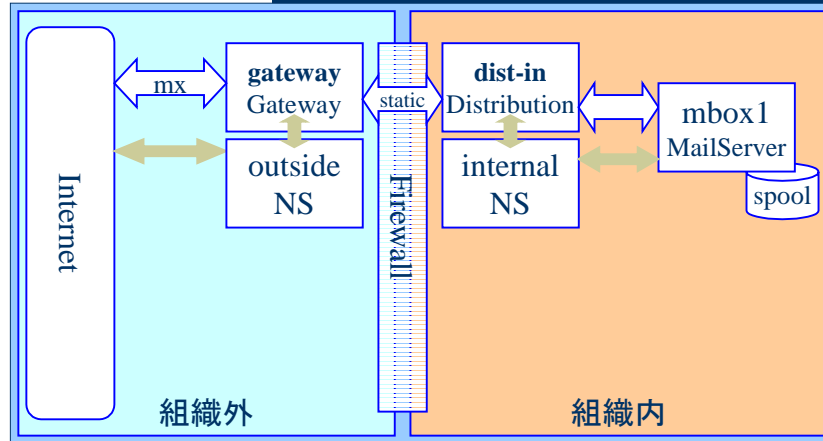 Internet
mx
gateway
Gateway
outside
NS
static
Firewall
dist-in
Distribution
internal
NS
mbox1
MailServer
spool
組織外
組織内